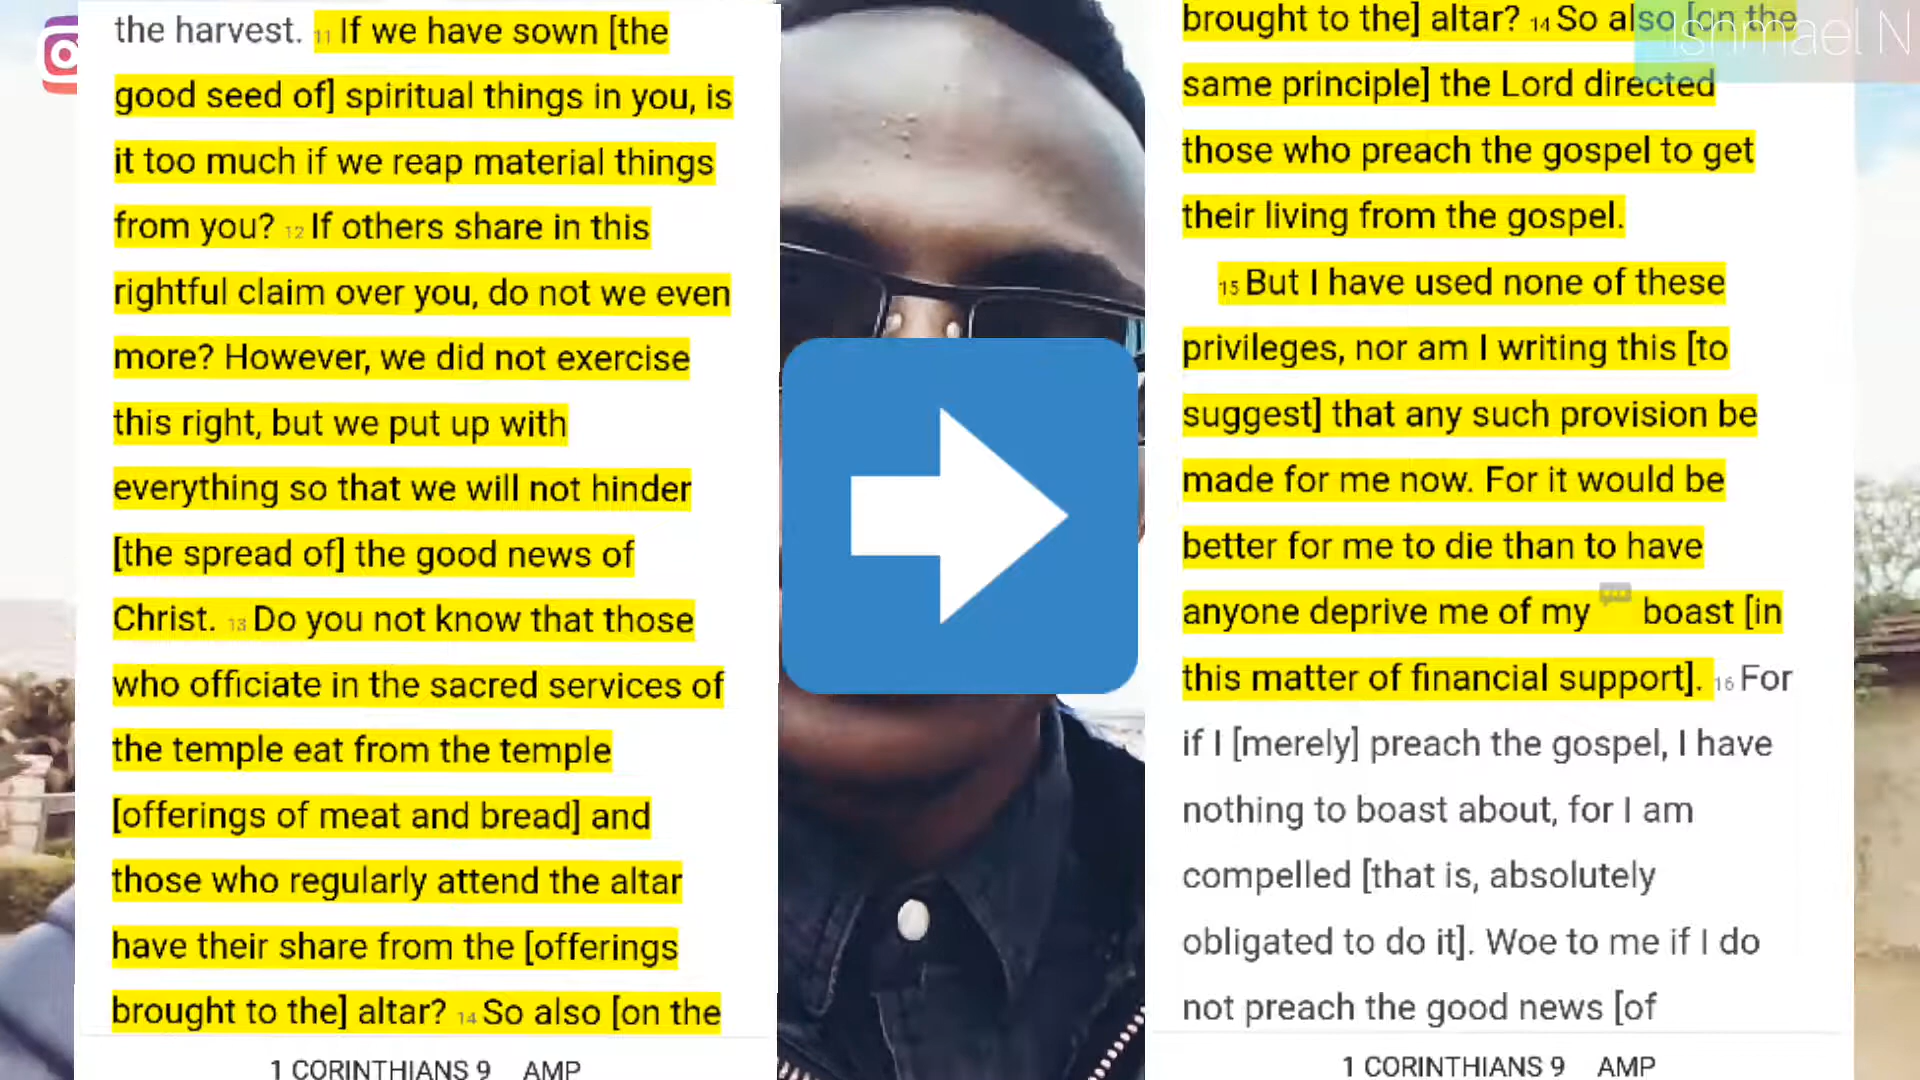 the harvest. 11 If we have sown [the
good seed of] spiritual things in you, is
it too much if we reap material things
from you? 12 If others share in this
rightful claim over you, do not we even
more? However, we did not exercise
this right, but we put up with
everything so that we will not hinder
[the spread of] the good news of
Christ. 13 Do you not know that those
who officiate in the sacred services of
the temple eat from the temple
[offerings of meat and bread] and
those who regularly attend the altar
have their share from the [offerings
brought to the] altar? 14 So also [on the
1 CORINTHIANS 9 AMP
brought to the] altar? 14 So also [on the
same principle] the Lord directed
those who preach the gospel to get
their living from the gospel.
15 But I have used none of these
privileges, nor am I writing this [to
suggest] that any such provision be
made for me now. For it would be
better for me to die than to have
anyone deprive me of my boast [in
this matter of financial support]. 16 For
if I [merely] preach the gospel, I have
nothing to boast about, for I am
compelled [that is, absolutely
obligated to do it]. Woe to me if I do
not preach the good news [of
1 CORINTHIANS 9 AMP
Ishmael N